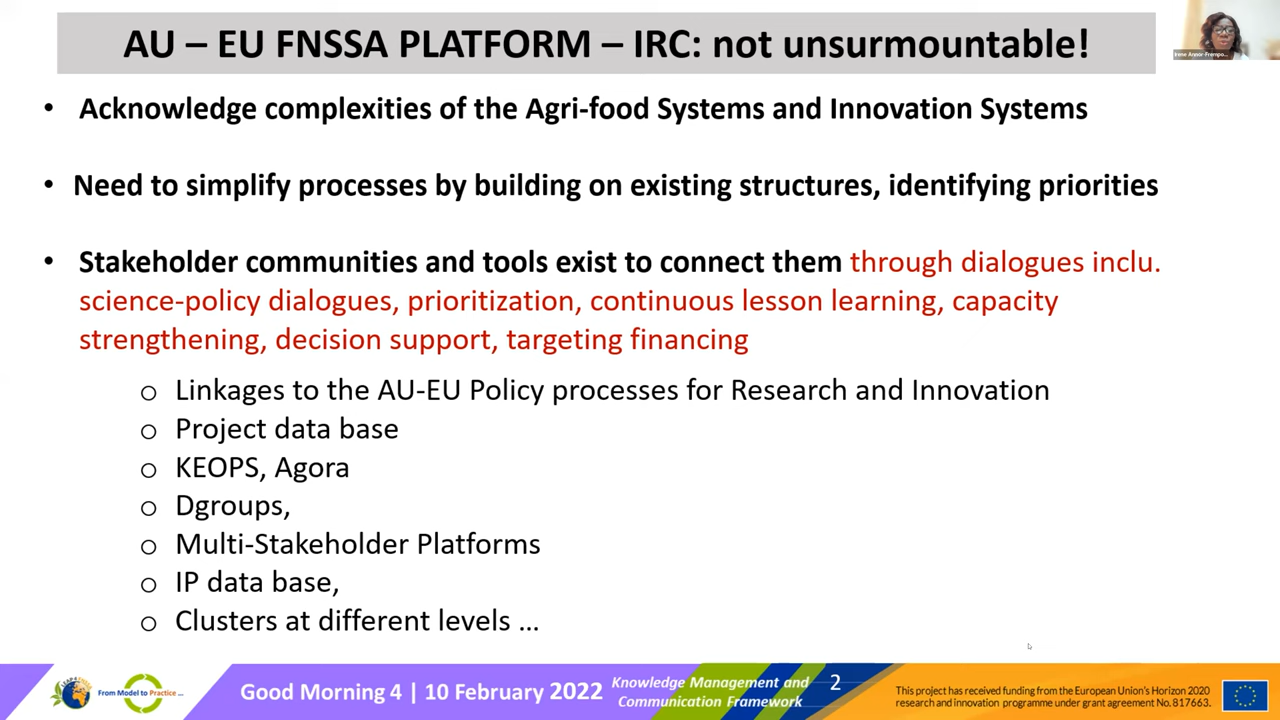 AU – EU FNSSA PLATFORM – IRC: not unsurmountable!
• Acknowledge complexities of the Agri-food Systems and Innovation Systems
• Need to simplify processes by building on existing structures, identifying priorities
• Stakeholder communities and tools exist to connect them through dialogues inclu.
science-policy dialogues, prioritization, continuous lesson learning, capacity
strengthening, decision support, targeting financing
o Linkages to the AU-EU Policy processes for Research and Innovation
o Project data base
o KEOPS, Agora
o Dgroups,
o Multi-Stakeholder Platforms
o IP data base,
o Clusters at different levels ...
From Model to Practice ...
Good Morning 4 | 10 February 2022
Knowledge Management and
Communication Framework
2
This project has received funding from the European Union's Horizon 2020
research and innovation programme under grant agreement No. 817663.